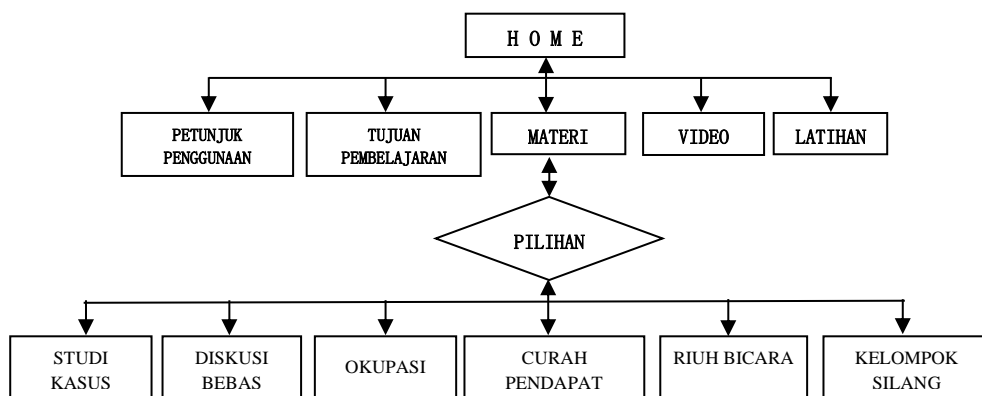 H O M E
PETUNJUK
PENGGUNAAN
TUJUAN
PEMBELAJARAN
MATERI
VIDEO
LATIHAN
PILIHAN
STUDI
KASUS
DISKUSI
BEBAS
OKUPASI
CURAH
PENDAPAT
RIUH BICARA
KELOMPOK
SILANG